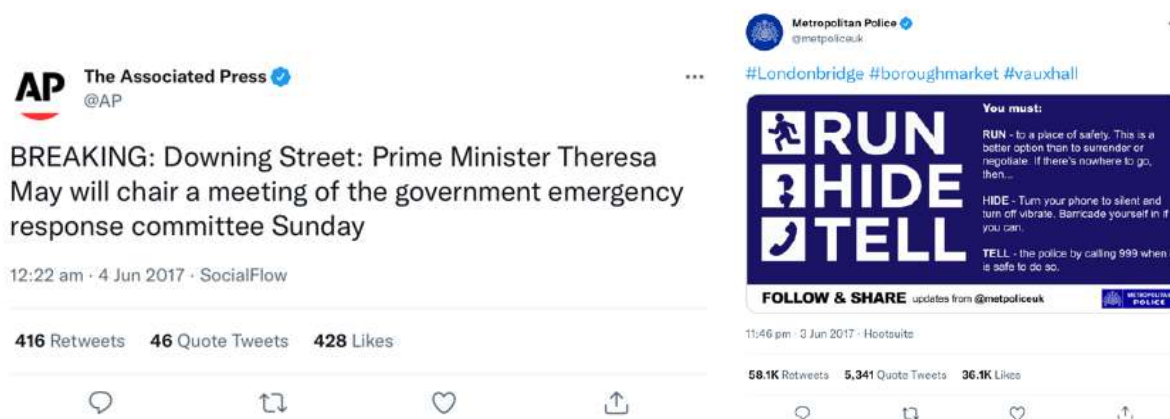 AP
The Associated Press
@AP
BREAKING: Downing Street: Prime Minister Theresa
May will chair a meeting of the government emergency
response committee Sunday
12:22 am · 4 Jun 2017 · SocialFlow
416 Retweets 46 Quote Tweets 428 Likes
Metropolitan Police
@metpoliceuk
#Londonbridge #boroughmarket #vauxhall
RUN
HIDE
TELL
You must:
RUN - to a place of safety. This is a
better option than to surrender or
negotiate. If there's nowhere to go,
then...
HIDE - Turn your phone to silent and
turn off vibrate. Barricade yourself in if
you can.
TELL - the police by calling 999 when
is safe to do so.
FOLLOW & SHARE updates from @metpoliceuk
METROPOLITAN
POLICE
11:46 pm · 3 Jun 2017 · Hootsuite
58.1K Retweets 5,341 Quote Tweets 36.1K Likes